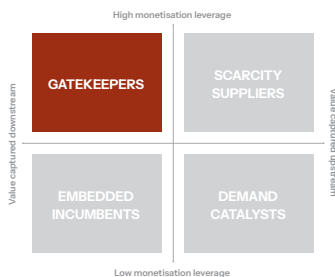 High monetisation leverage
GATEKEEPERS
SCARCITY
SUPPLIERS
Value captured downstream
Value captured upstream
EMBEDDED
INCUMBENTS
DEMAND
CATALYSTS
Low monetisation leverage